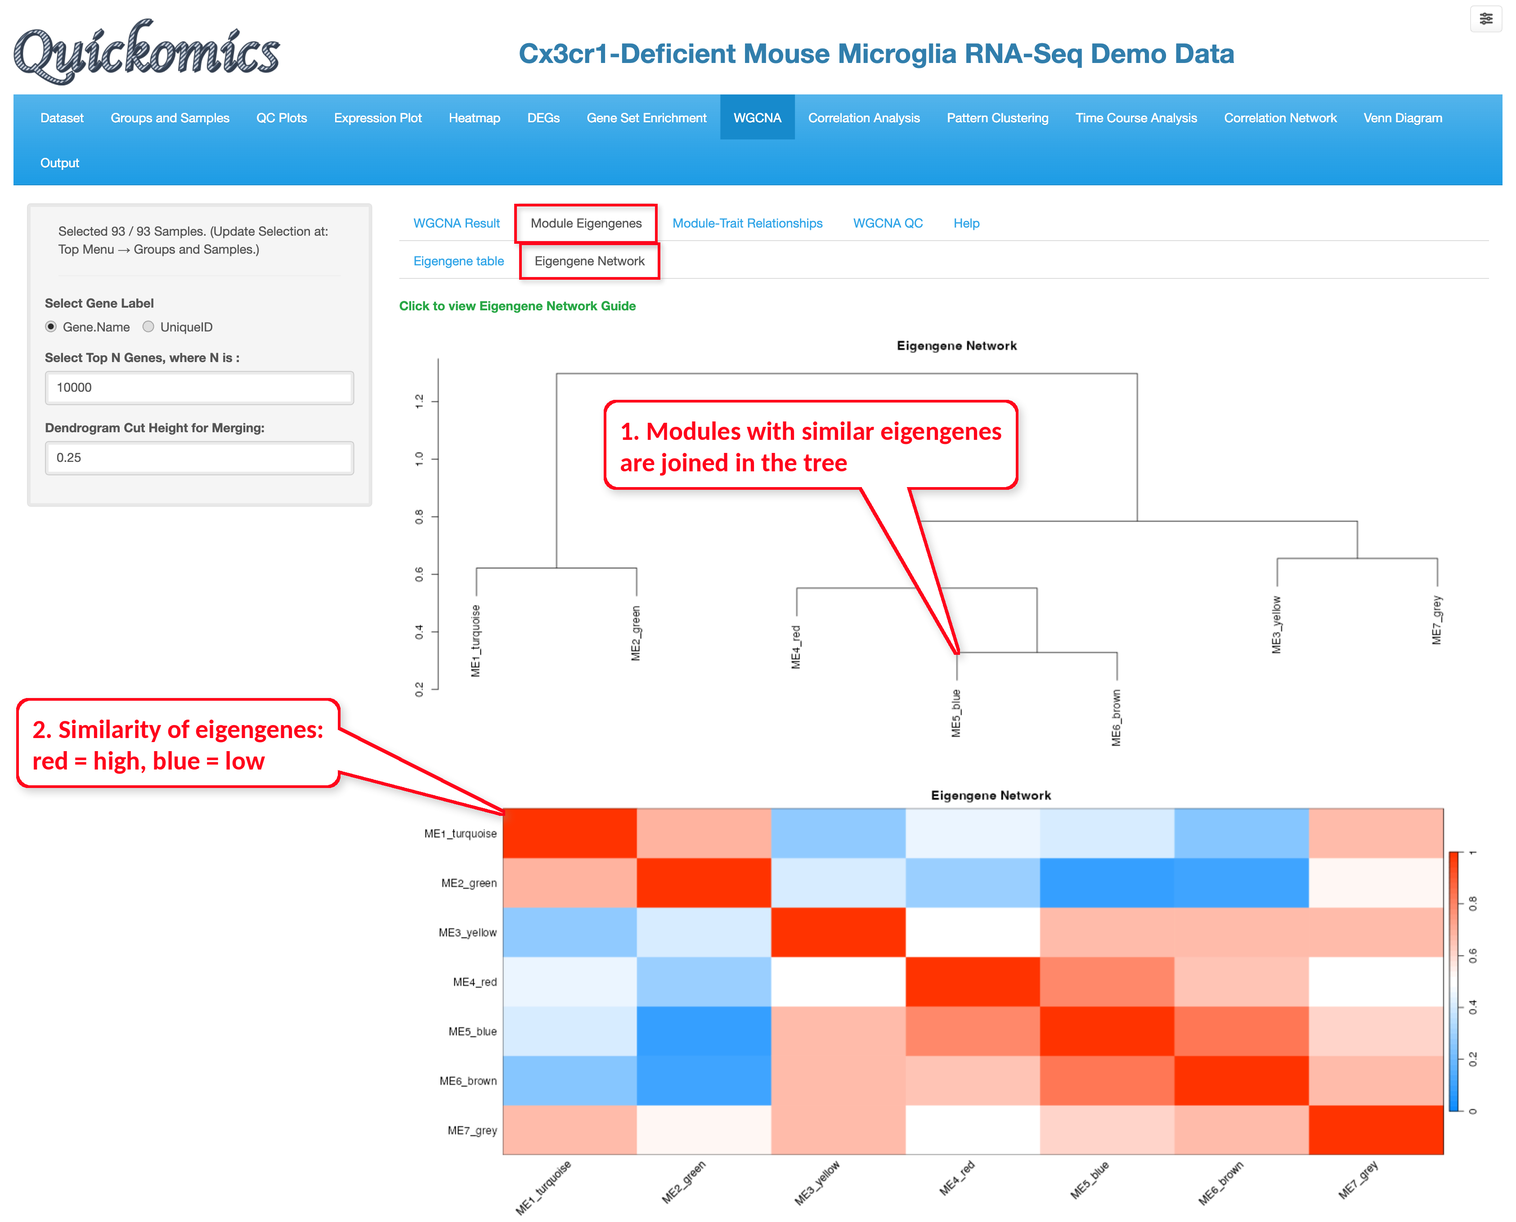 Quickomics
Cx3cr1-Deficient Mouse Microglia RNA-Seq Demo Data
Dataset Groups and Samples QC Plots Expression Plot Heatmap DEGs Gene Set Enrichment WGCNA Correlation Analysis Pattern Clustering Time Course Analysis Correlation Network Venn Diagram
Output
Selected 93 / 93 Samples. (Update Selection at:
Top Menu → Groups and Samples.)
Select Gene Label
Gene.Name UniqueID
Select Top N Genes, where N is :
10000
Dendrogram Cut Height for Merging:
0.25
WGCNA Result Module Eigengenes Module-Trait Relationships WGCNA QC Help
Eigengene table Eigengene Network
Click to view Eigengene Network Guide
Eigengene Network
1.2
1.0
0.8
0.6
0.4
0.2
1. Modules with similar eigengenes
are joined in the tree
ME1_turquoise
ME2_green
ME4_red
ME5_blue
ME6_brown
ME3_yellow
ME7_grey
2. Similarity of eigengenes:
red = high, blue = low
Eigengene Network
ME1_turquoise
ME2_green
ME3_yellow
ME4_red
ME5_blue
ME6_brown
ME7_grey
1
0.8
0.6
0.4
0.2
0
ME1_turquoise
ME2_green
ME3_yellow
ME4_red
ME5_blue
ME6_brown
ME7_grey